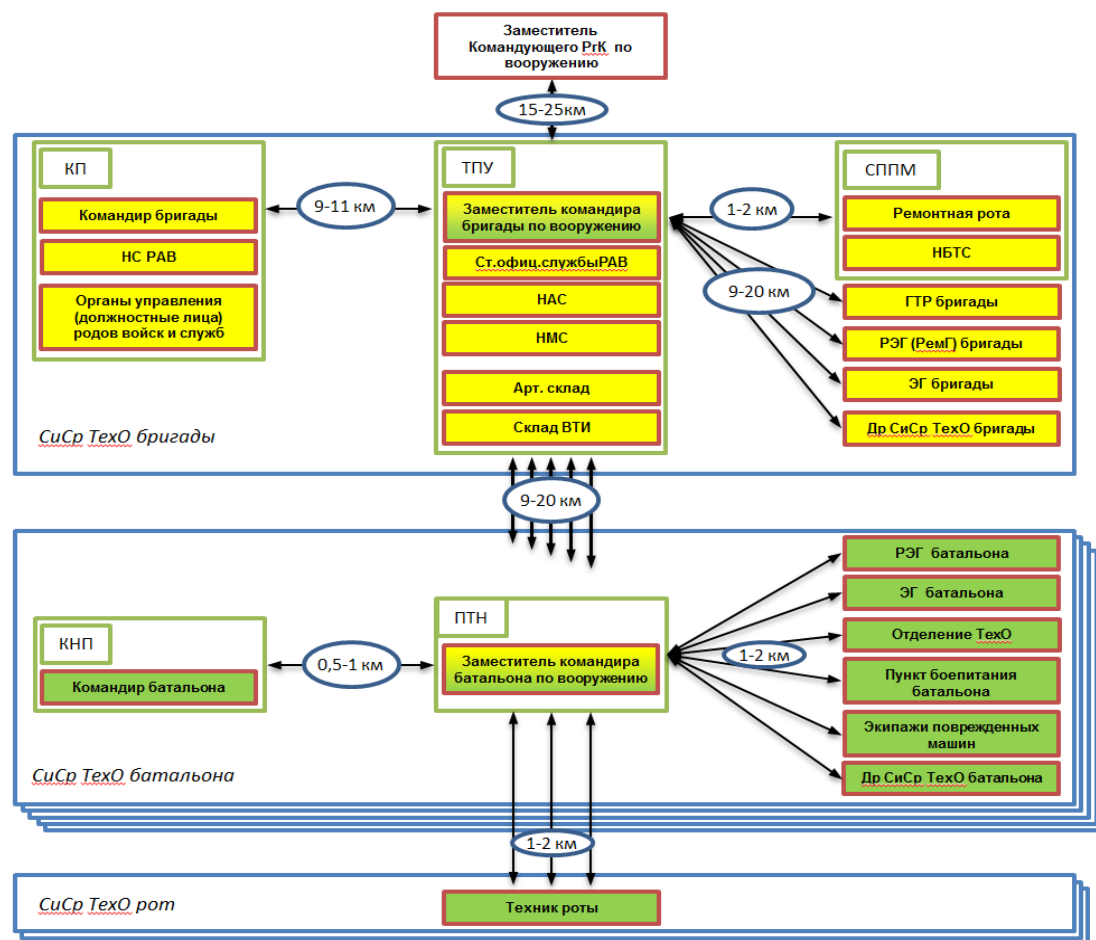 Заместитель
Командующего РгК по
вооружению
15-25км
КП
Командир бригады
НС РАВ
Органы управления
(должностные лица)
родов войск и служб
9-11 км
ТПУ
Заместитель командира
бригады по вооружению
Ст.офиц.службыРАВ
НАС
НМС
Арт. склад
Склад ВТИ
1-2 км
9-20 км
СППМ
Ремонтная рота
НБТС
ГТР бригады
РЭГ (РемГ) бригады
ЭГ бригады
Др СиСр ТехО бригады
СиСр ТехО бригады
9-20 км
КНП
Командир батальона
0,5-1 км
ПТН
Заместитель командира
батальона по вооружению
1-2 км
РЭГ батальона
ЭГ батальона
Отделение ТехО
Пункт боепитания
батальона
Экипажи поврежденных
машин
Др СиСр ТехО батальона
СиСр ТехО батальона
1-2 км
СиСр ТехО рот
Техник роты